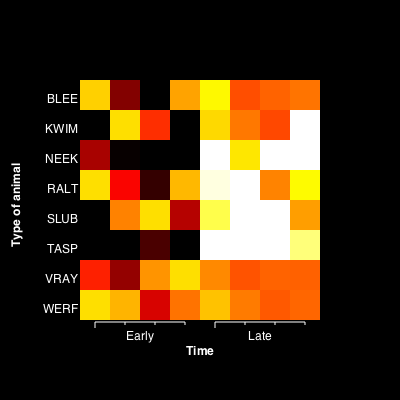 BLEE
KWIM
NEEK
RALT
SLUB
TASP
VRAY
WERF
Type of animal
Early Late
Time